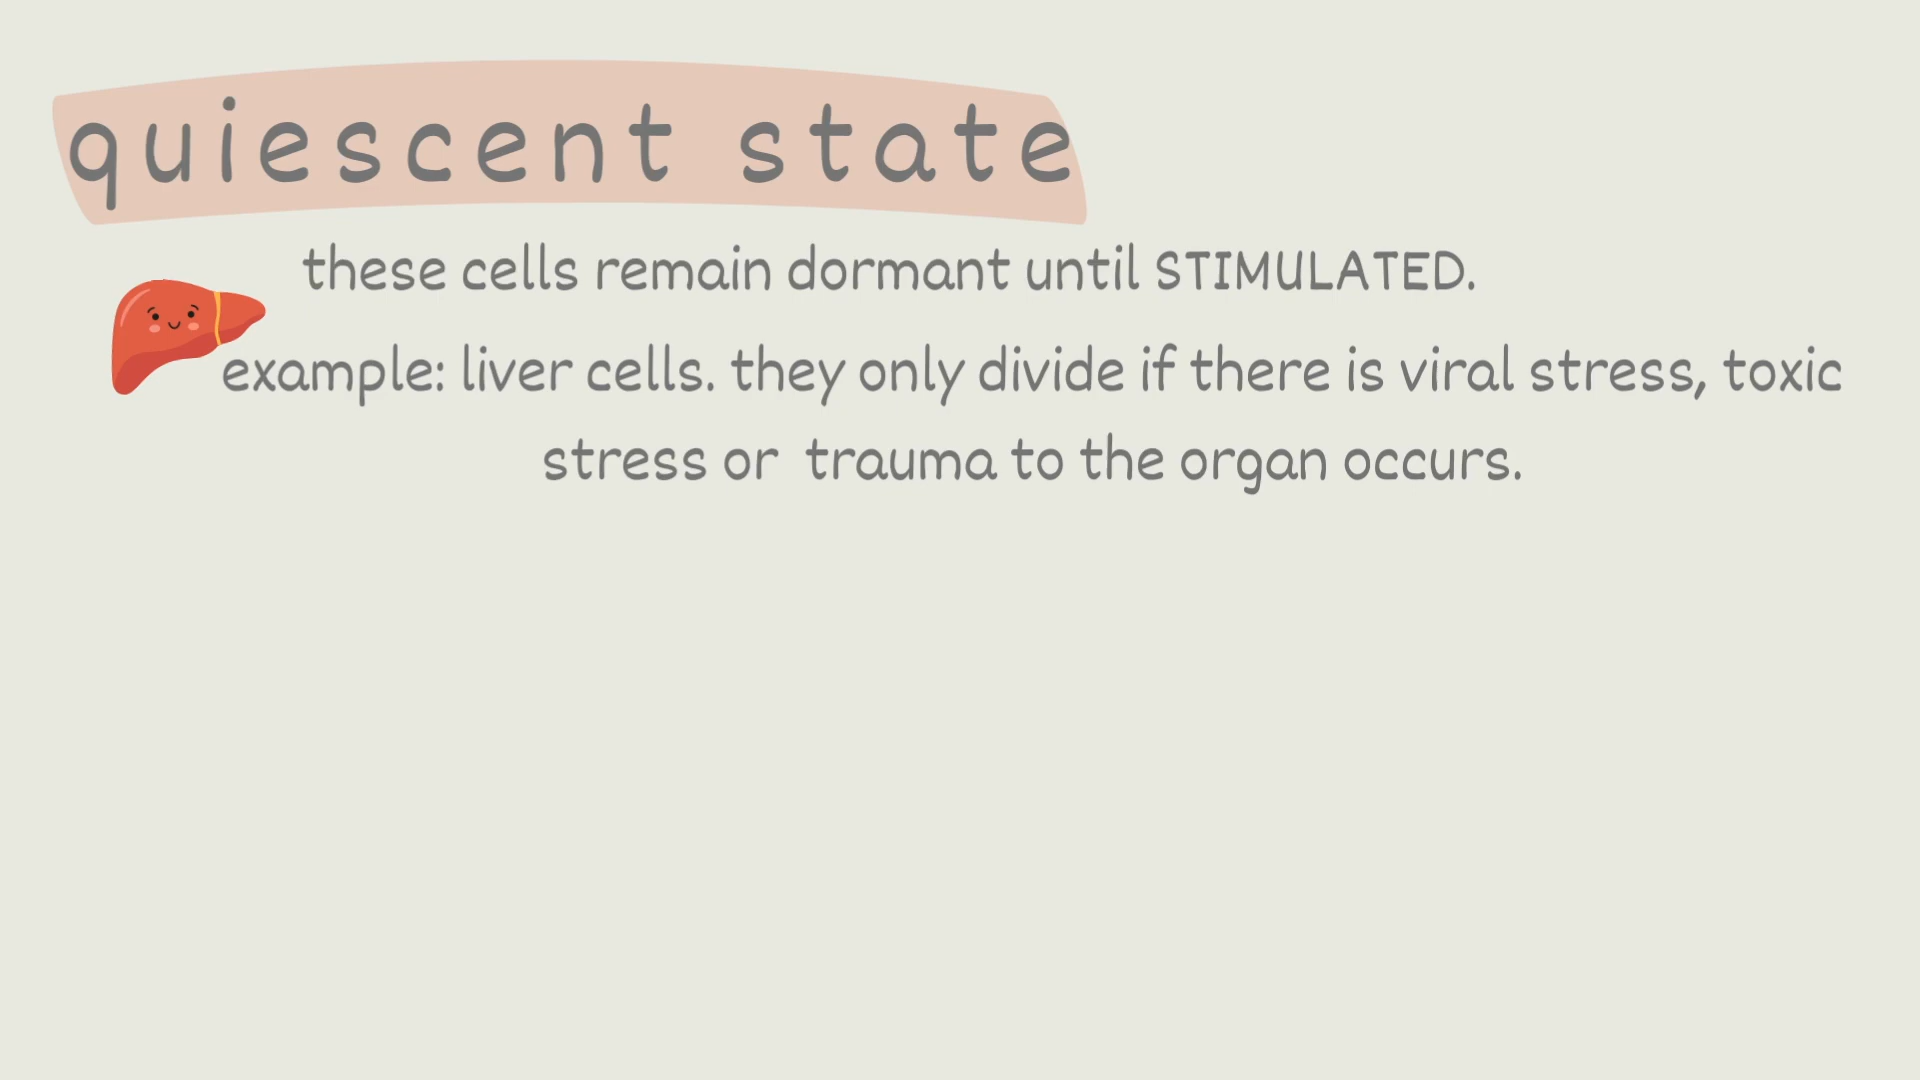 quiescent state
these cells remain dormant until STIMULATED.
example: liver cells. they only divide if there is viral stress, toxic
stress or trauma to the organ occurs.